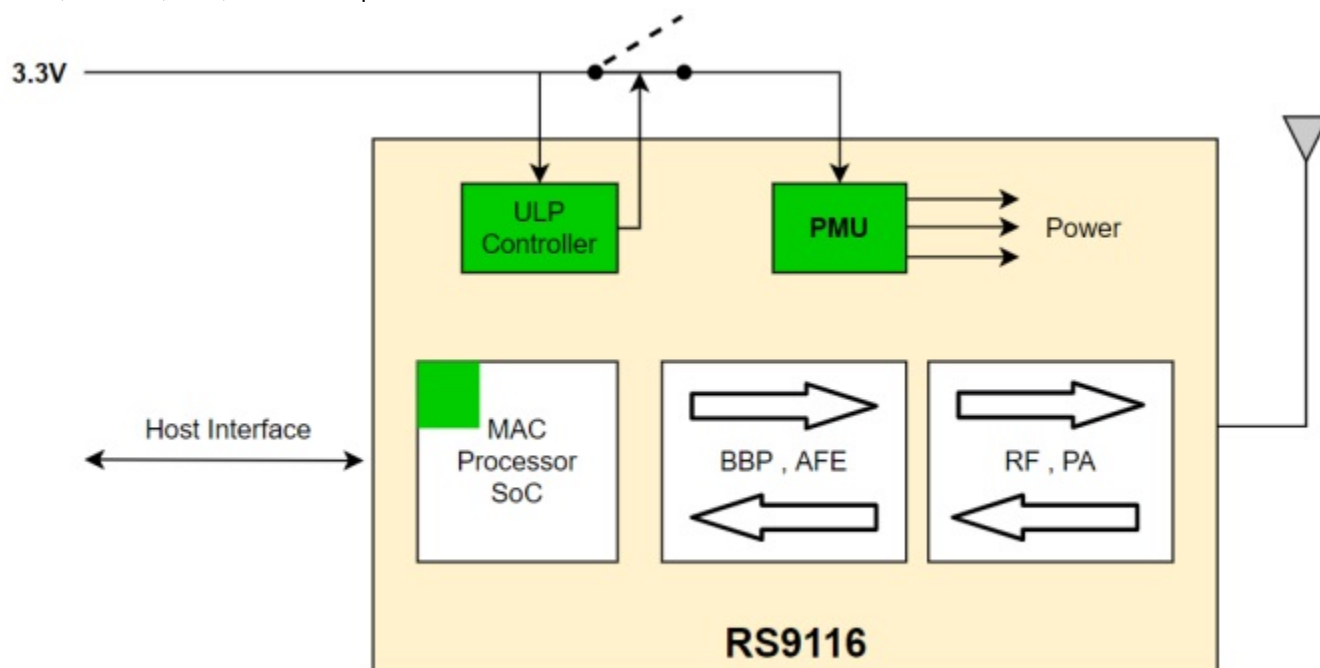 3.3V
ULP
Controller
PMU
Power
Host Interface
MAC
Processor
SoC
BBP , AFE
RF , PA
RS9116